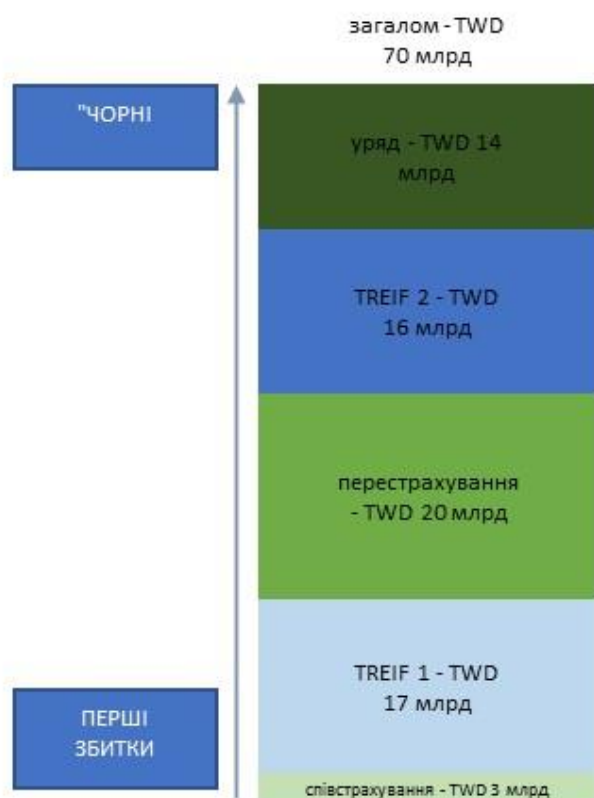 загалом - TWD
70 млрд
"ЧОРНІ
уряд - TWD 14
млрд
TREIF 2 - TWD
16 млрд
перестрахування
- TWD 20 млрд
TREIF 1 - TWD
17 млрд
ПЕРШІ
ЗБИТКИ
співстрахування - TWD 3 млрд